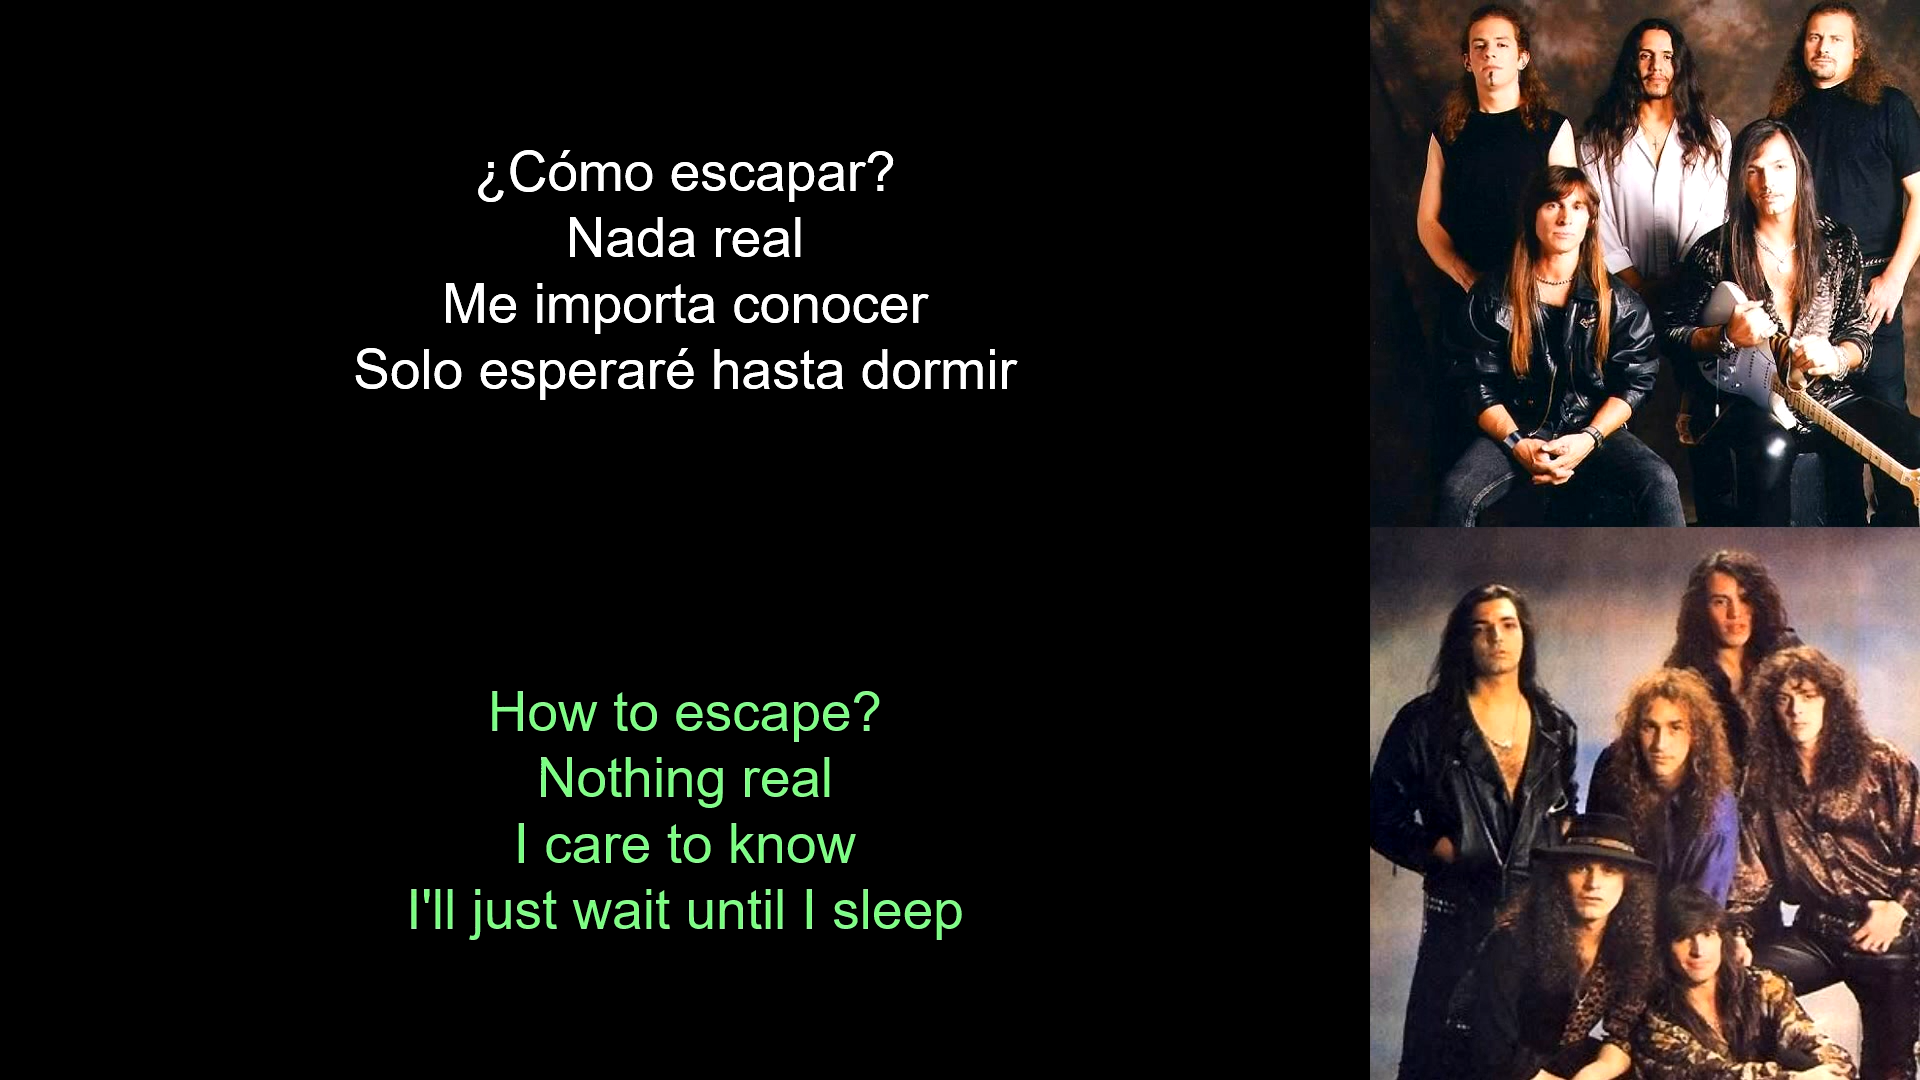 ¿Cómo escapar?
Nada real
Me importa conocer
Solo esperaré hasta dormir
How to escape?
Nothing real
I care to know
I'll just wait until I sleep